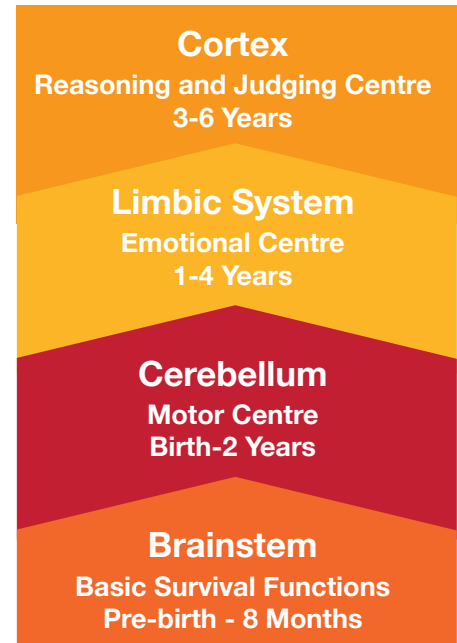 Cortex
Reasoning and Judging Centre
3-6 Years
Limbic System
Emotional Centre
1-4 Years
Cerebellum
Motor Centre
Birth-2 Years
Brainstem
Basic Survival Functions
Pre-birth - 8 Months